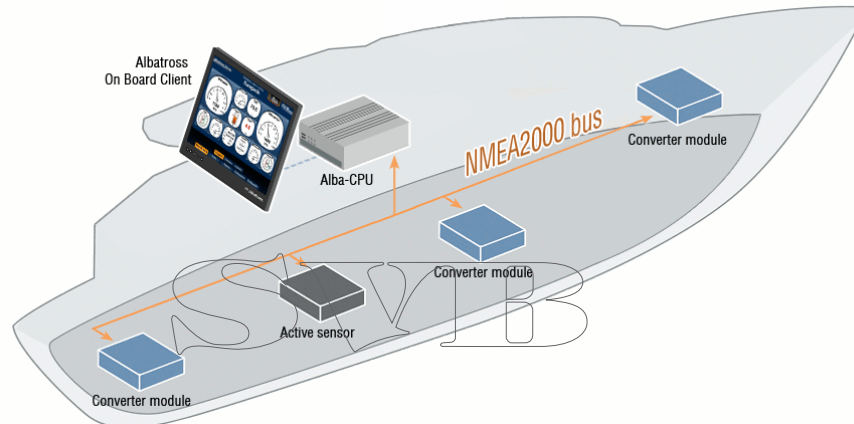 Albatross
On Board Client
Alba-CPU
NMEA2000 bus
Converter module
Converter module
Active sensor
Converter module
SVB